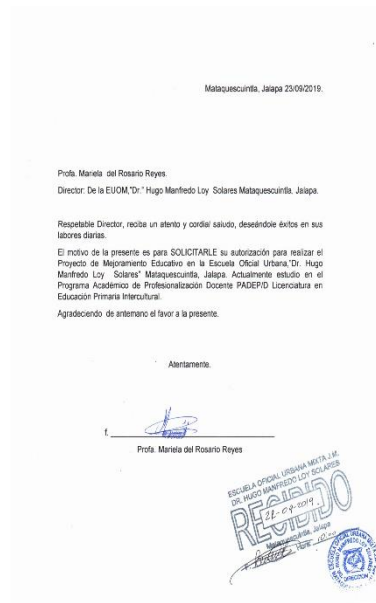 Mataquescuintla, Jalapa 23/09/2019.
Profa. Mariela del Rosario Reyes
Director: De la EUOM,"Dr." Hugo Manfredo Loy Solares Mataquescuintla. Jalapa.
Respetable Director, reciba un atento y cordial saludo, deseándole éxitos en sus
labores diarias.
El motivo de la presente es para SOLICITARLE su autorización para realizar el
Proyecto de Mejoramiento Educativo en la Escuela Oficial Urbana,"Dr. Hugo
Manfredo Loy Solares" Mataquescuintla, Jalapa. Actualmente estudio en el
Programa Académico de Profesionalización Docente PADEP/D Licenciatura en
Educación Primaria Intercultural.
Agradeciendo de antemano el favor a la presente.
Atentamente.
f.
Profa. Mariela del Rosario Reyes
ESCUELA OFICIAL URBANA MIXTA J.M.
DR. HUGO MANFREDO LOY SOLARES
RECIBIDO
Mataquescuintla, Jalapa
Hora
DIRECCION